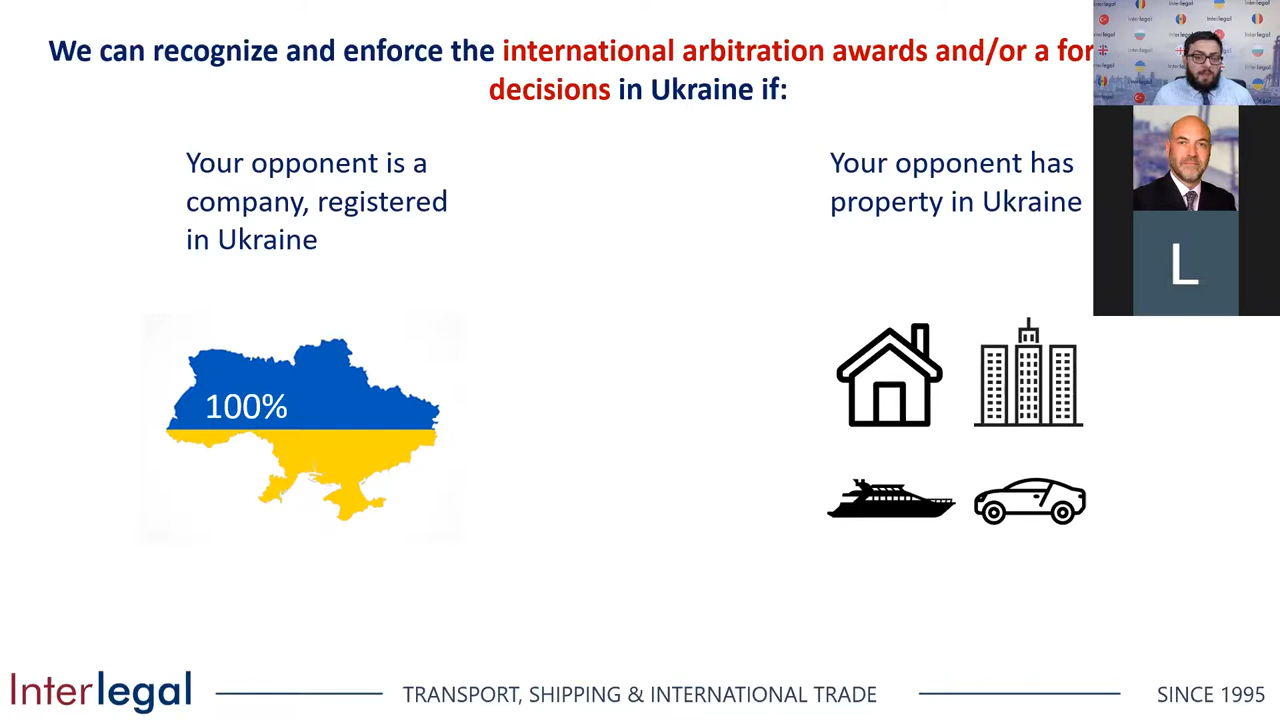 We can recognize and enforce the international arbitration awards and/or a
decisions in Ukraine if:
Your opponent is a
company, registered
in Ukraine
Your opponent has
property in Ukraine
100%
L
Interlegal
TRANSPORT, SHIPPING & INTERNATIONAL TRADE
SINCE 1995